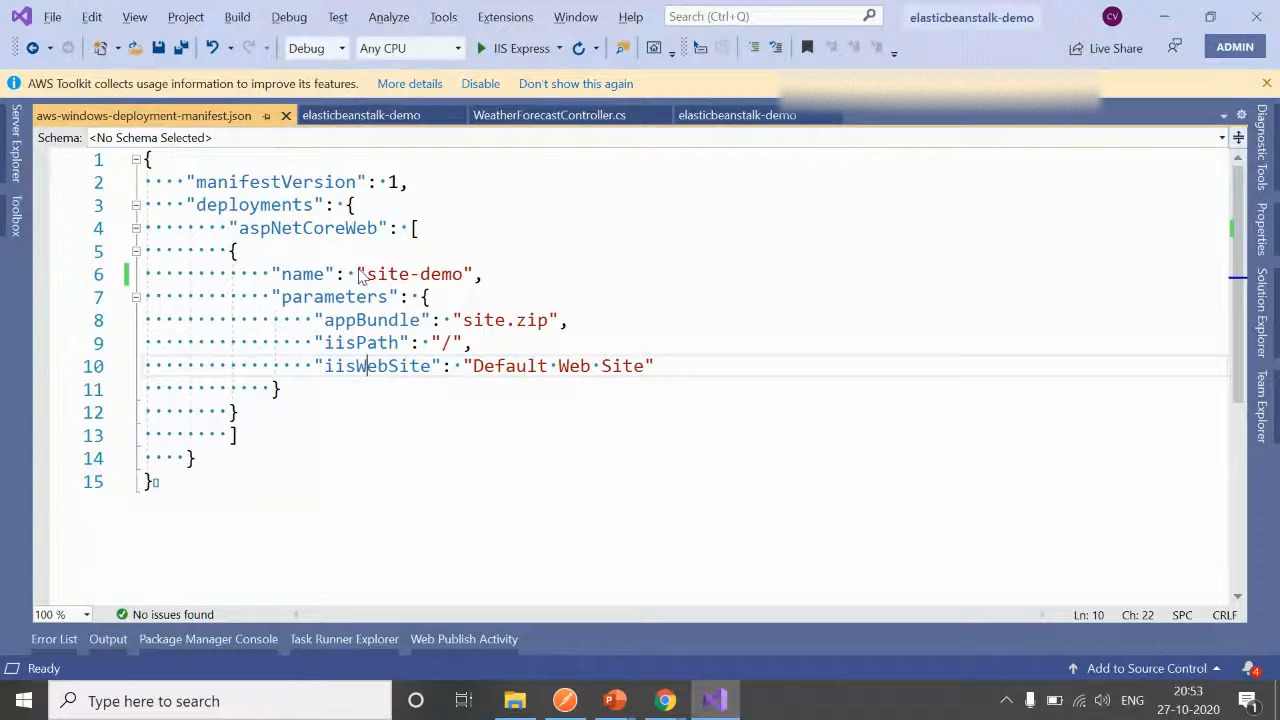 File Edit View Git Project Build Debug Test Analyze Tools Extensions Window Help Search (Ctrl+Q) elasticbeanstalk-demo CV
Debug Any CPU IIS Express Live Share ADMIN
AWS Toolkit collects usage information to improve its features. More details Disable Don't show this again
aws-windows-deployment-manifest.json elasticbeanstalk-demo WeatherForecastController.cs elasticbeanstalk-demo
Schema: <No Schema Selected>
Server Explorer
Toolbox
1 {
2 "manifestVersion": 1,
3 "deployments": {
4 "aspNetCoreWeb": [
5 {
6 "name": "site-demo",
7 "parameters": {
8 "appBundle": "site.zip",
9 "iisPath": "/",
10 "iisWebSite": "Default Web Site"
11 }
12 }
13 ]
14 }
15 }
Diagnostic Tools
Properties
Solution Explorer
Team Explorer
100 % No issues found Ln: 10 Ch: 22 SPC CRLF
Error List Output Package Manager Console Task Runner Explorer Web Publish Activity
Ready Add to Source Control 4
Type here to search ENG 20:53
27-10-2020 1